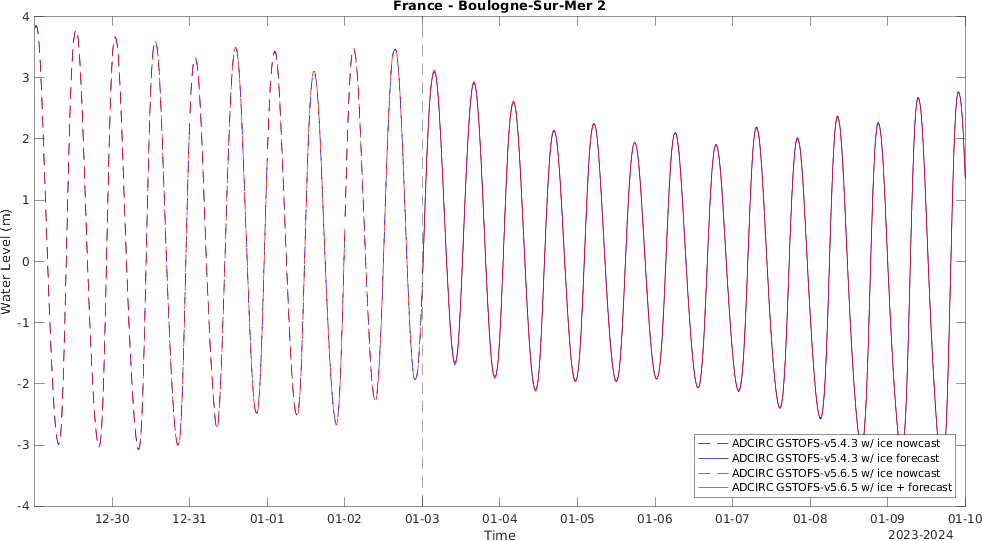 France - Boulogne-Sur-Mer 2
4
3
2
1
0
-1
-2
-3
-4
Water Level (m)
ADCIRC GSTOFS-v5.4.3 w/ ice nowcast
ADCIRC GSTOFS-v5.4.3 w/ ice forecast
ADCIRC GSTOFS-v5.6.5 w/ ice nowcast
ADCIRC GSTOFS-v5.6.5 w/ ice + forecast
12-30 12-31 01-01 01-02 01-03 01-04 01-05 01-06 01-07 01-08 01-09 01-10
Time
2023-2024